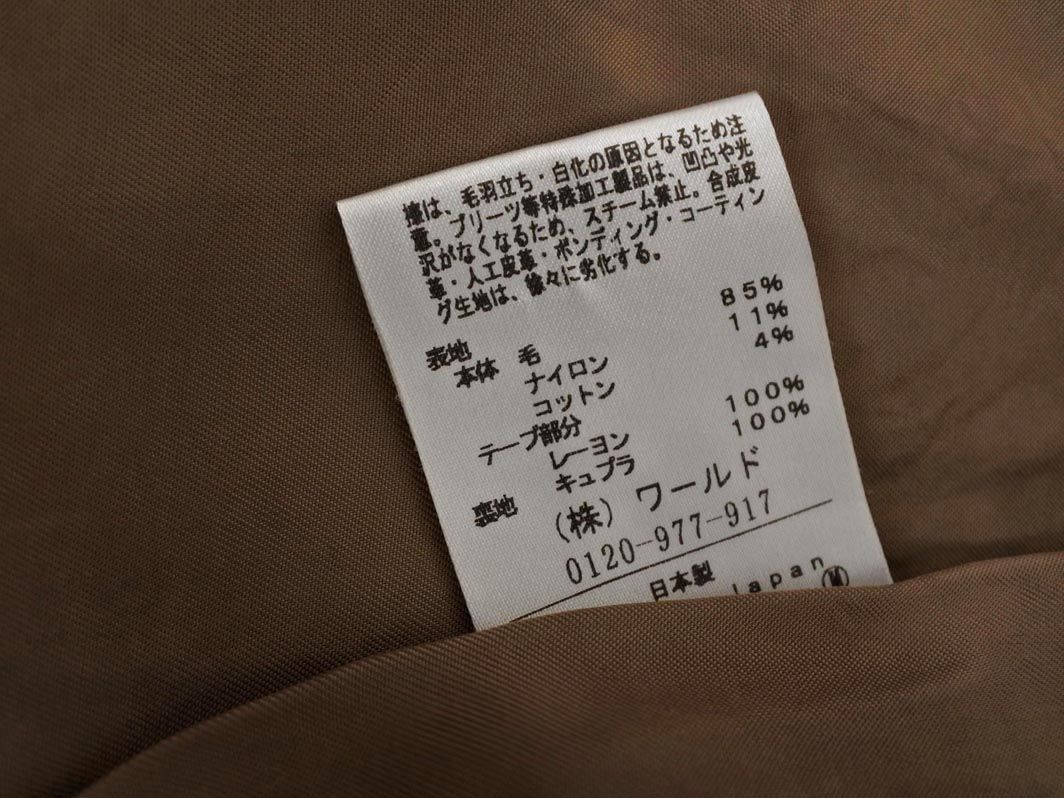 擦は、毛羽立ち・白化の原因となるため注
意。プリーツ等特殊加工製品は、凹凸や光
沢がなくなるため、スチーム禁止。合成皮
革・人工皮革・ボンディング・コーティン
グ生地は、徐々に劣化する。
表地
本体 毛 85%
ナイロン 11%
コットン 4%
テープ部分
レーヨン 100%
裏地 キュプラ 100%
(株)ワールド
0120-977-917
日本製
Japan M